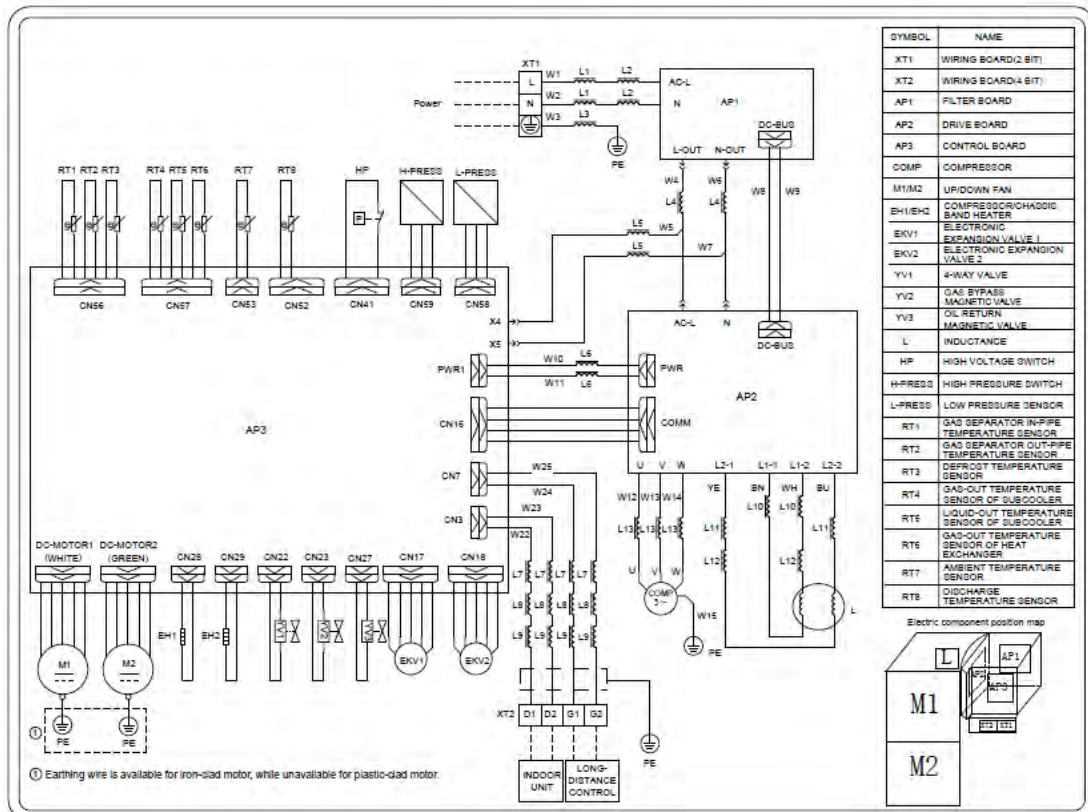 XT1
Power
L
N
W1
W2
W3
L1
L2
L1
L2
L3
PE
AC-L
N
AP1
DC-BUS
L-OUT
N-OUT
W4
W6
W8
W9
L4
L4
L5
W5
L5
W7
RT1 RT2 RT3
RT4 RT5 RT6
RT7
RT8
HP
H-PRESS
L-PRESS
P
CN56
CN57
CN53
CN52
CN41
CN59
CN58
X4
X5
AC-L
N
DC-BUS
PWR1
W10
L6
W11
L6
PWR
AP2
AP3
CN16
COMM
CN7
W25
W24
CN3
W23
W22
U
V
W
L2-1
L1-1
L1-2
L2-2
W12
W13
W14
YE
BN
WH
BU
L13
L13
L13
L11
L10
L10
L11
L12
L12
U
V
W
COMP
3~
W15
PE
L
DC-MOTOR1
(WHITE)
DC-MOTOR2
(GREEN)
CN28
CN29
CN22
CN23
CN27
CN17
CN18
EH1
EH2
EKV1
EKV2
M1
M2
PE
PE
①
L7 L7 L7 L7
L8 L8 L8 L8
L9 L9 L9 L9
XT2
D1
D2
G1
G2
PE
INDOOR
UNIT
LONG-
DISTANCE
CONTROL
① Earthing wire is available for iron-clad motor, while unavailable for plastic-clad motor.
SYMBOL NAME
XT1 WIRING BOARD(2 BIT)
XT2 WIRING BOARD(4 BIT)
AP1 FILTER BOARD
AP2 DRIVE BOARD
AP3 CONTROL BOARD
COMP COMPRESSOR
M1/M2 UP/DOWN FAN
EH1/EH2 COMPRESSOR/CHASSIS
BAND HEATER
EKV1 ELECTRONIC
EXPANSION VALVE 1
EKV2 ELECTRONIC EXPANSION
VALVE 2
YV1 4-WAY VALVE
YV2 GAS BYPASS
MAGNETIC VALVE
YV3 OIL RETURN
MAGNETIC VALVE
L INDUCTANCE
HP HIGH VOLTAGE SWITCH
H-PRESS HIGH PRESSURE SWITCH
L-PRESS LOW PRESSURE SENSOR
RT1 GAS SEPARATOR IN-PIPE
TEMPERATURE SENSOR
RT2 GAS SEPARATOR OUT-PIPE
TEMPERATURE SENSOR
RT3 DEFROST TEMPERATURE
SENSOR
RT4 GAS-OUT TEMPERATURE
SENSOR OF SUBCOOLER
RT5 LIQUID-OUT TEMPERATURE
SENSOR OF SUBCOOLER
RT6 GAS-OUT TEMPERATURE
SENSOR OF HEAT
EXCHANGER
RT7 AMBIENT TEMPERATURE
SENSOR
RT8 DISCHARGE
TEMPERATURE SENSOR
Electric component position map
L
AP1
AP2
AP3
M1
XT2 XT1
M2